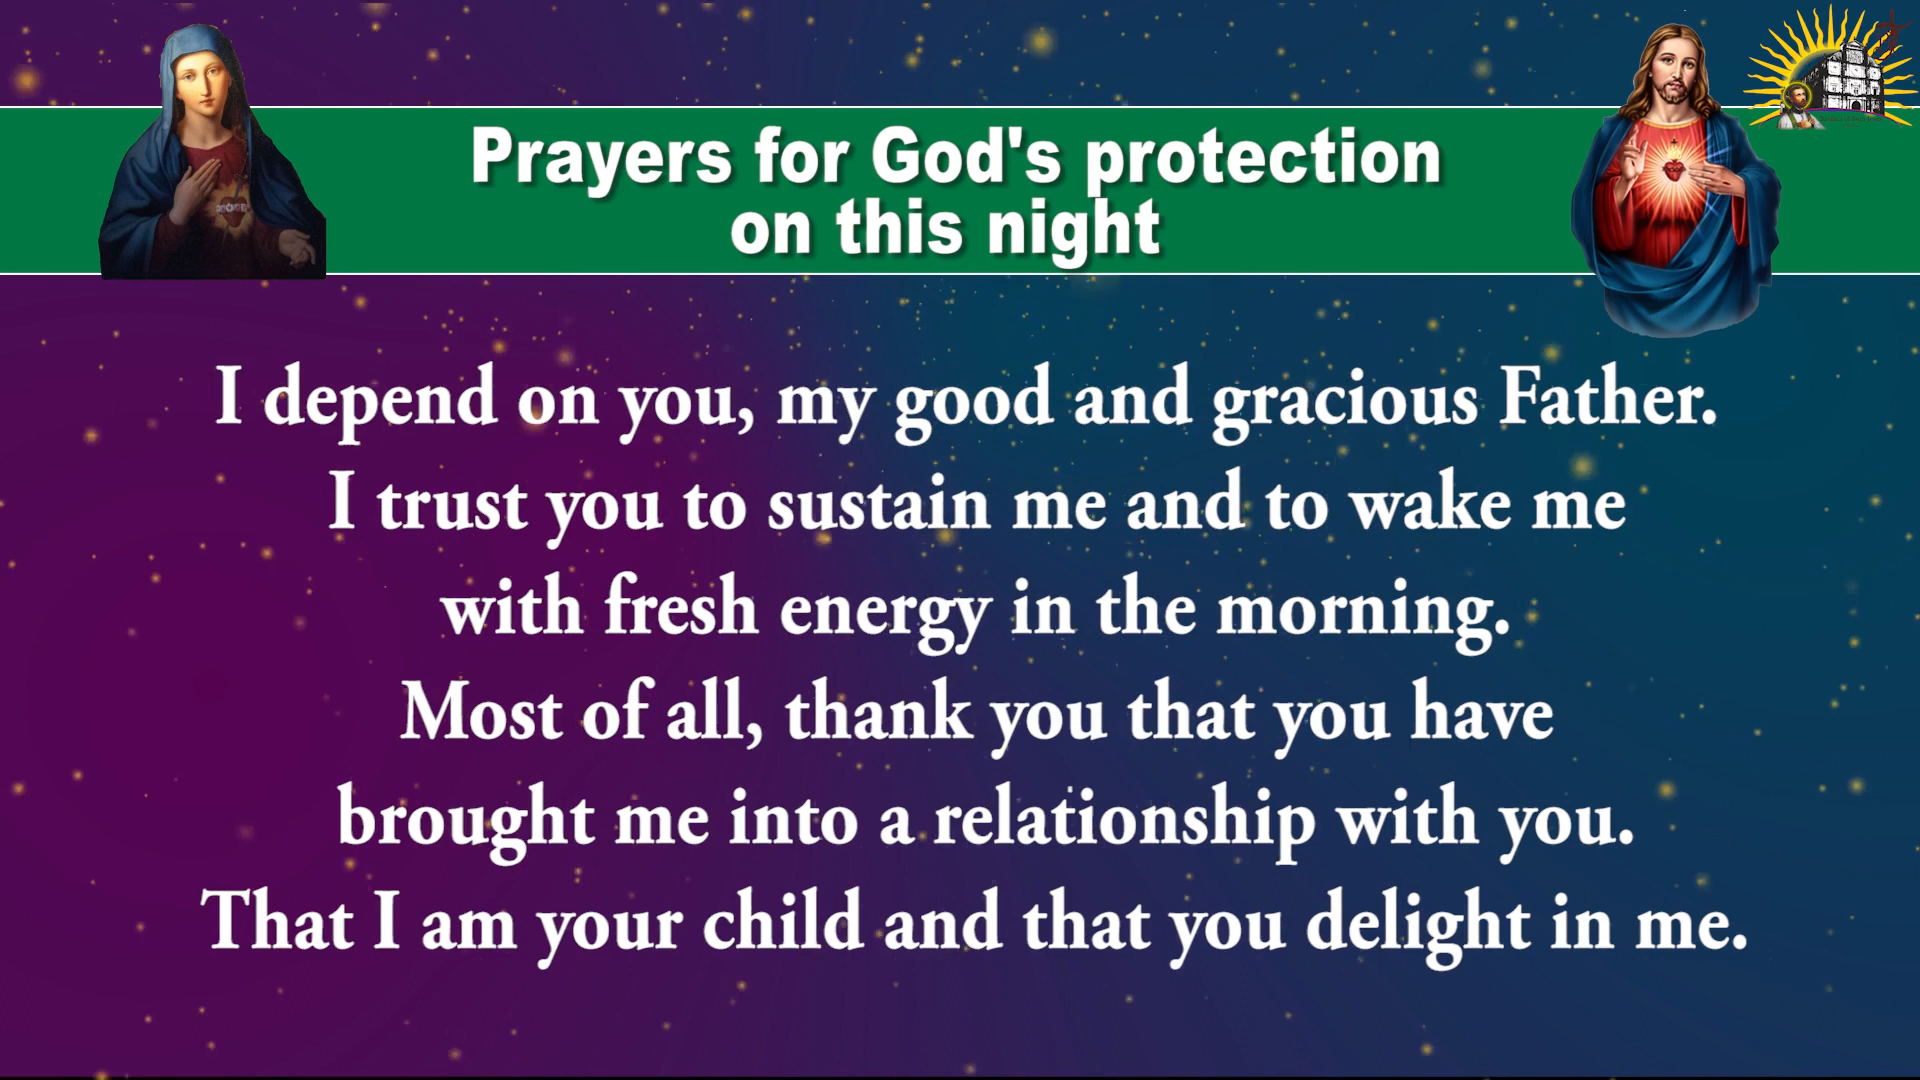 Prayers for God's protection
on this night
I depend on you, my good and gracious Father.
I trust you to sustain me and to wake me
with fresh energy in the morning.
Most of all, thank you that you have
brought me into a relationship with you.
That I am your child and that you delight in me.